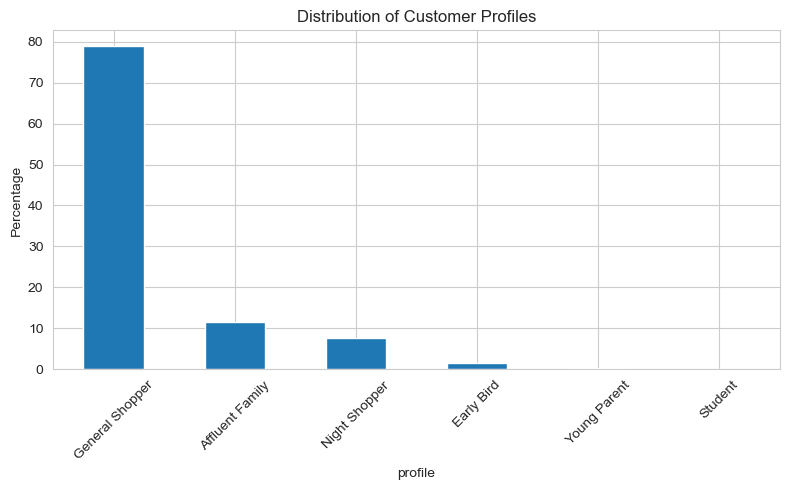 Distribution of Customer Profiles
Percentage
80
70
60
50
40
30
20
10
0
General Shopper
Affluent Family
Night Shopper
Early Bird
Young Parent
Student
profile